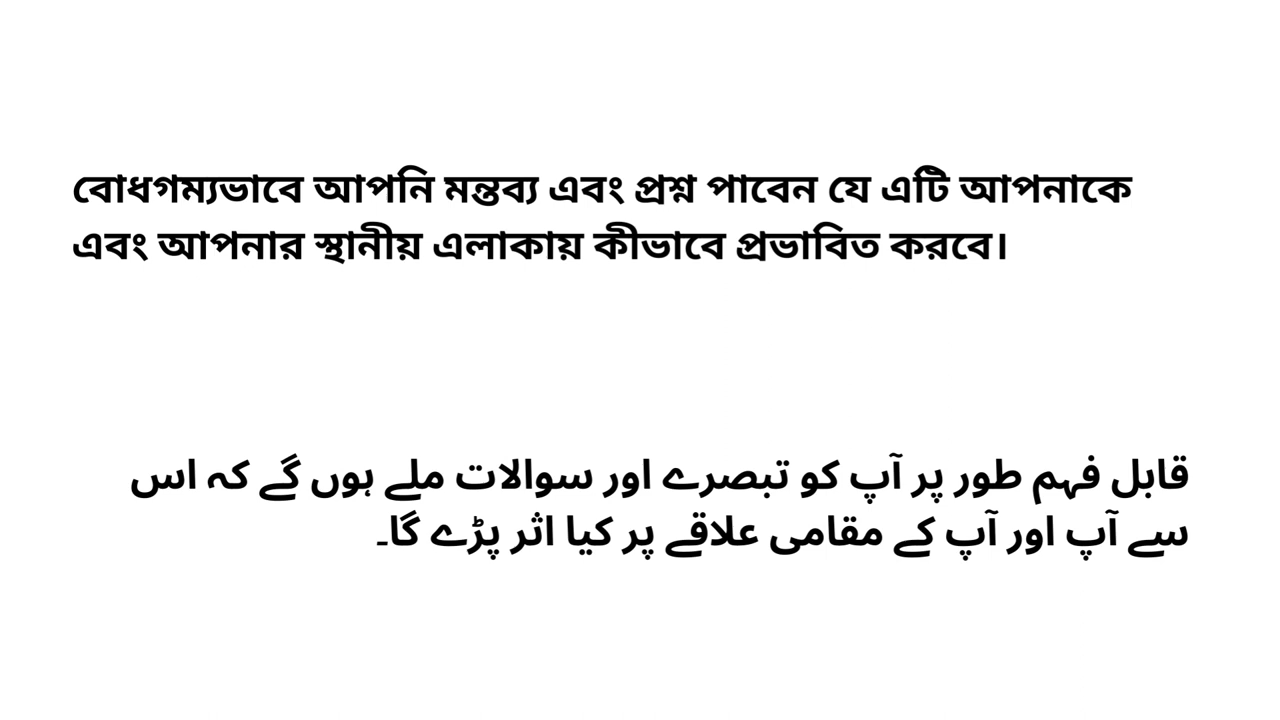 বোধগম্যভাবে আপনি মন্তব্য এবং প্রশ্ন পাবেন যে এটি আপনাকে
এবং আপনার স্থানীয় এলাকায় কীভাবে প্রভাবিত করবে।
قابل فہم طور پر آپ کو تبصرے اور سوالات ملے ہوں گے کہ اس
سے آپ اور آپ کے مقامی علاقے پر کیا اثر پڑے گا۔